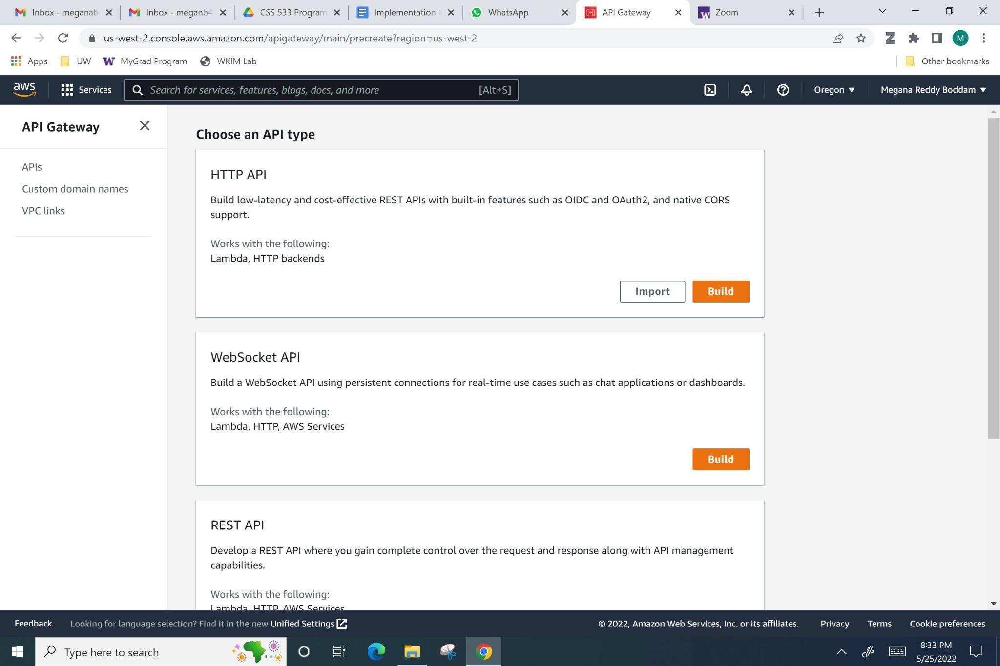 Inbox - meganab
Inbox - meganb4
CSS 533 Program
Implementation
WhatsApp
API Gateway
Zoom
us-west-2.console.aws.amazon.com/apigateway/main/precreate?region=us-west-2
Z
M
Apps
UW
W MyGrad Program
WKIM Lab
Other bookmarks
aws
Services
Search for services, features, blogs, docs, and more
[Alt+S]
Oregon
Megana Reddy Boddam
API Gateway
APIs
Custom domain names
VPC links
Choose an API type
HTTP API
Build low-latency and cost-effective REST APIs with built-in features such as OIDC and OAuth2, and native CORS
support.
Works with the following:
Lambda, HTTP backends
Import
Build
WebSocket API
Build a WebSocket API using persistent connections for real-time use cases such as chat applications or dashboards.
Works with the following:
Lambda, HTTP, AWS Services
Build
REST API
Develop a REST API where you gain complete control over the request and response along with API management
capabilities.
Works with the following:
Lambda, HTTP, AWS Services
Feedback
Looking for language selection? Find it in the new Unified Settings
© 2022, Amazon Web Services, Inc. or its affiliates.
Privacy
Terms
Cookie preferences
Type here to search
8:33 PM
5/25/2022